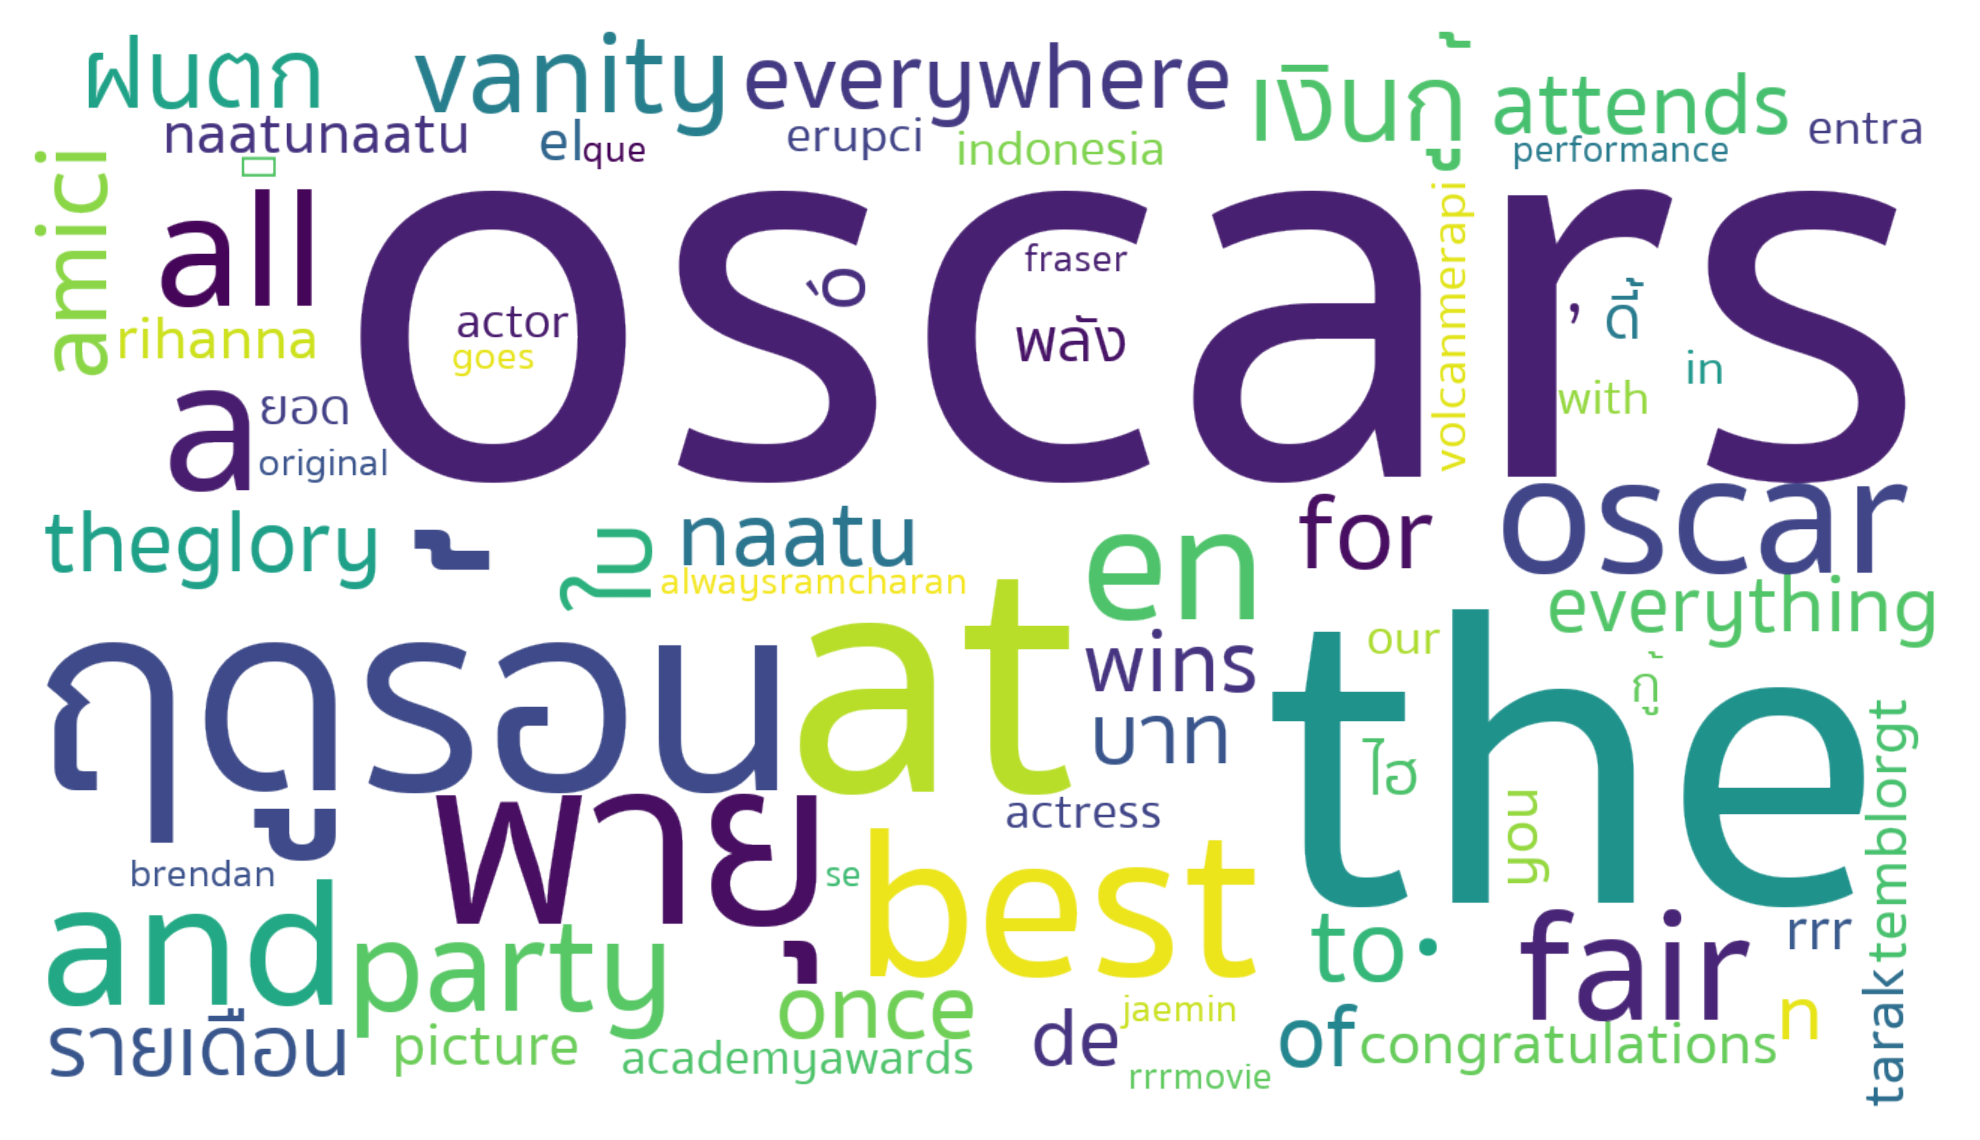 ฝนตก
vanity
everywhere
เงินกู้
attends
entra
naatunaatu
el
que
erupci
indonesia
performance
amici
all
oscars
fraser
volcanmerapi
rihanna
actor
goes
พลัง
,
ดี้
in
with
a
ยอด
original
theglory
ใบ
naatu
alwaysramcharan
en
for
oscar
everything
ฤดูรอน
at
wins
our
the
กู้
บาท
ไฮ
you
temblorgt
พายุ
actress
brendan
se
best
and
party
to
fair
rrr
once
n
tarak
รายเดือน
picture
academyawards
de
jaemin
rrrmovie
of
congratulations